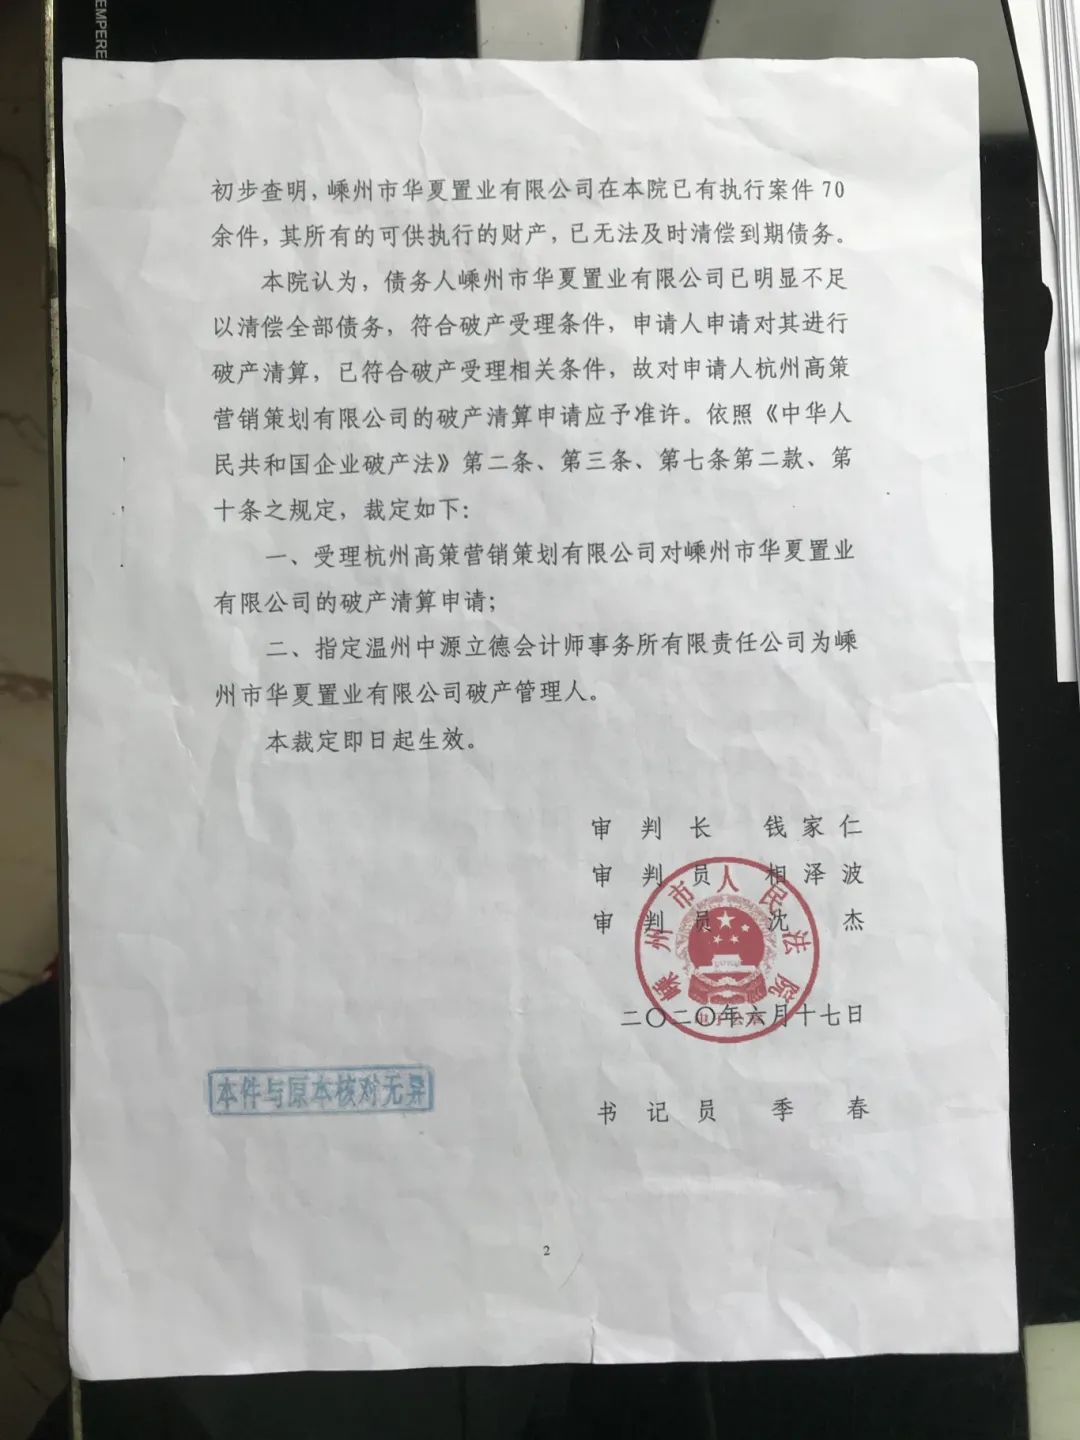 EMPERE
初步查明，嵊州市华夏置业有限公司在本院已有执行案件 70
余件，其所有的可供执行的财产，已无法及时清偿到期债务。
本院认为，债务人嵊州市华夏置业有限公司已明显不足
以清偿全部债务，符合破产受理条件，申请人申请对其进行
破产清算，已符合破产受理相关条件，故对申请人杭州高策
营销策划有限公司的破产清算申请应予准许。依照《中华人
民共和国企业破产法》第二条、第三条、第七条第二款、第
十条之规定，裁定如下：
一、受理杭州高策营销策划有限公司对嵊州市华夏置业
有限公司的破产清算申请；
二、指定温州中源立德会计师事务所有限责任公司为嵊
州市华夏置业有限公司破产管理人。
本裁定即日起生效。
审 判 长 钱家仁
审 判 员 相泽波
审 判 员 沈 杰
嵊州市人民法院
二〇二〇年六月十七日
本件与原本核对无异
书 记 员 季 春
2